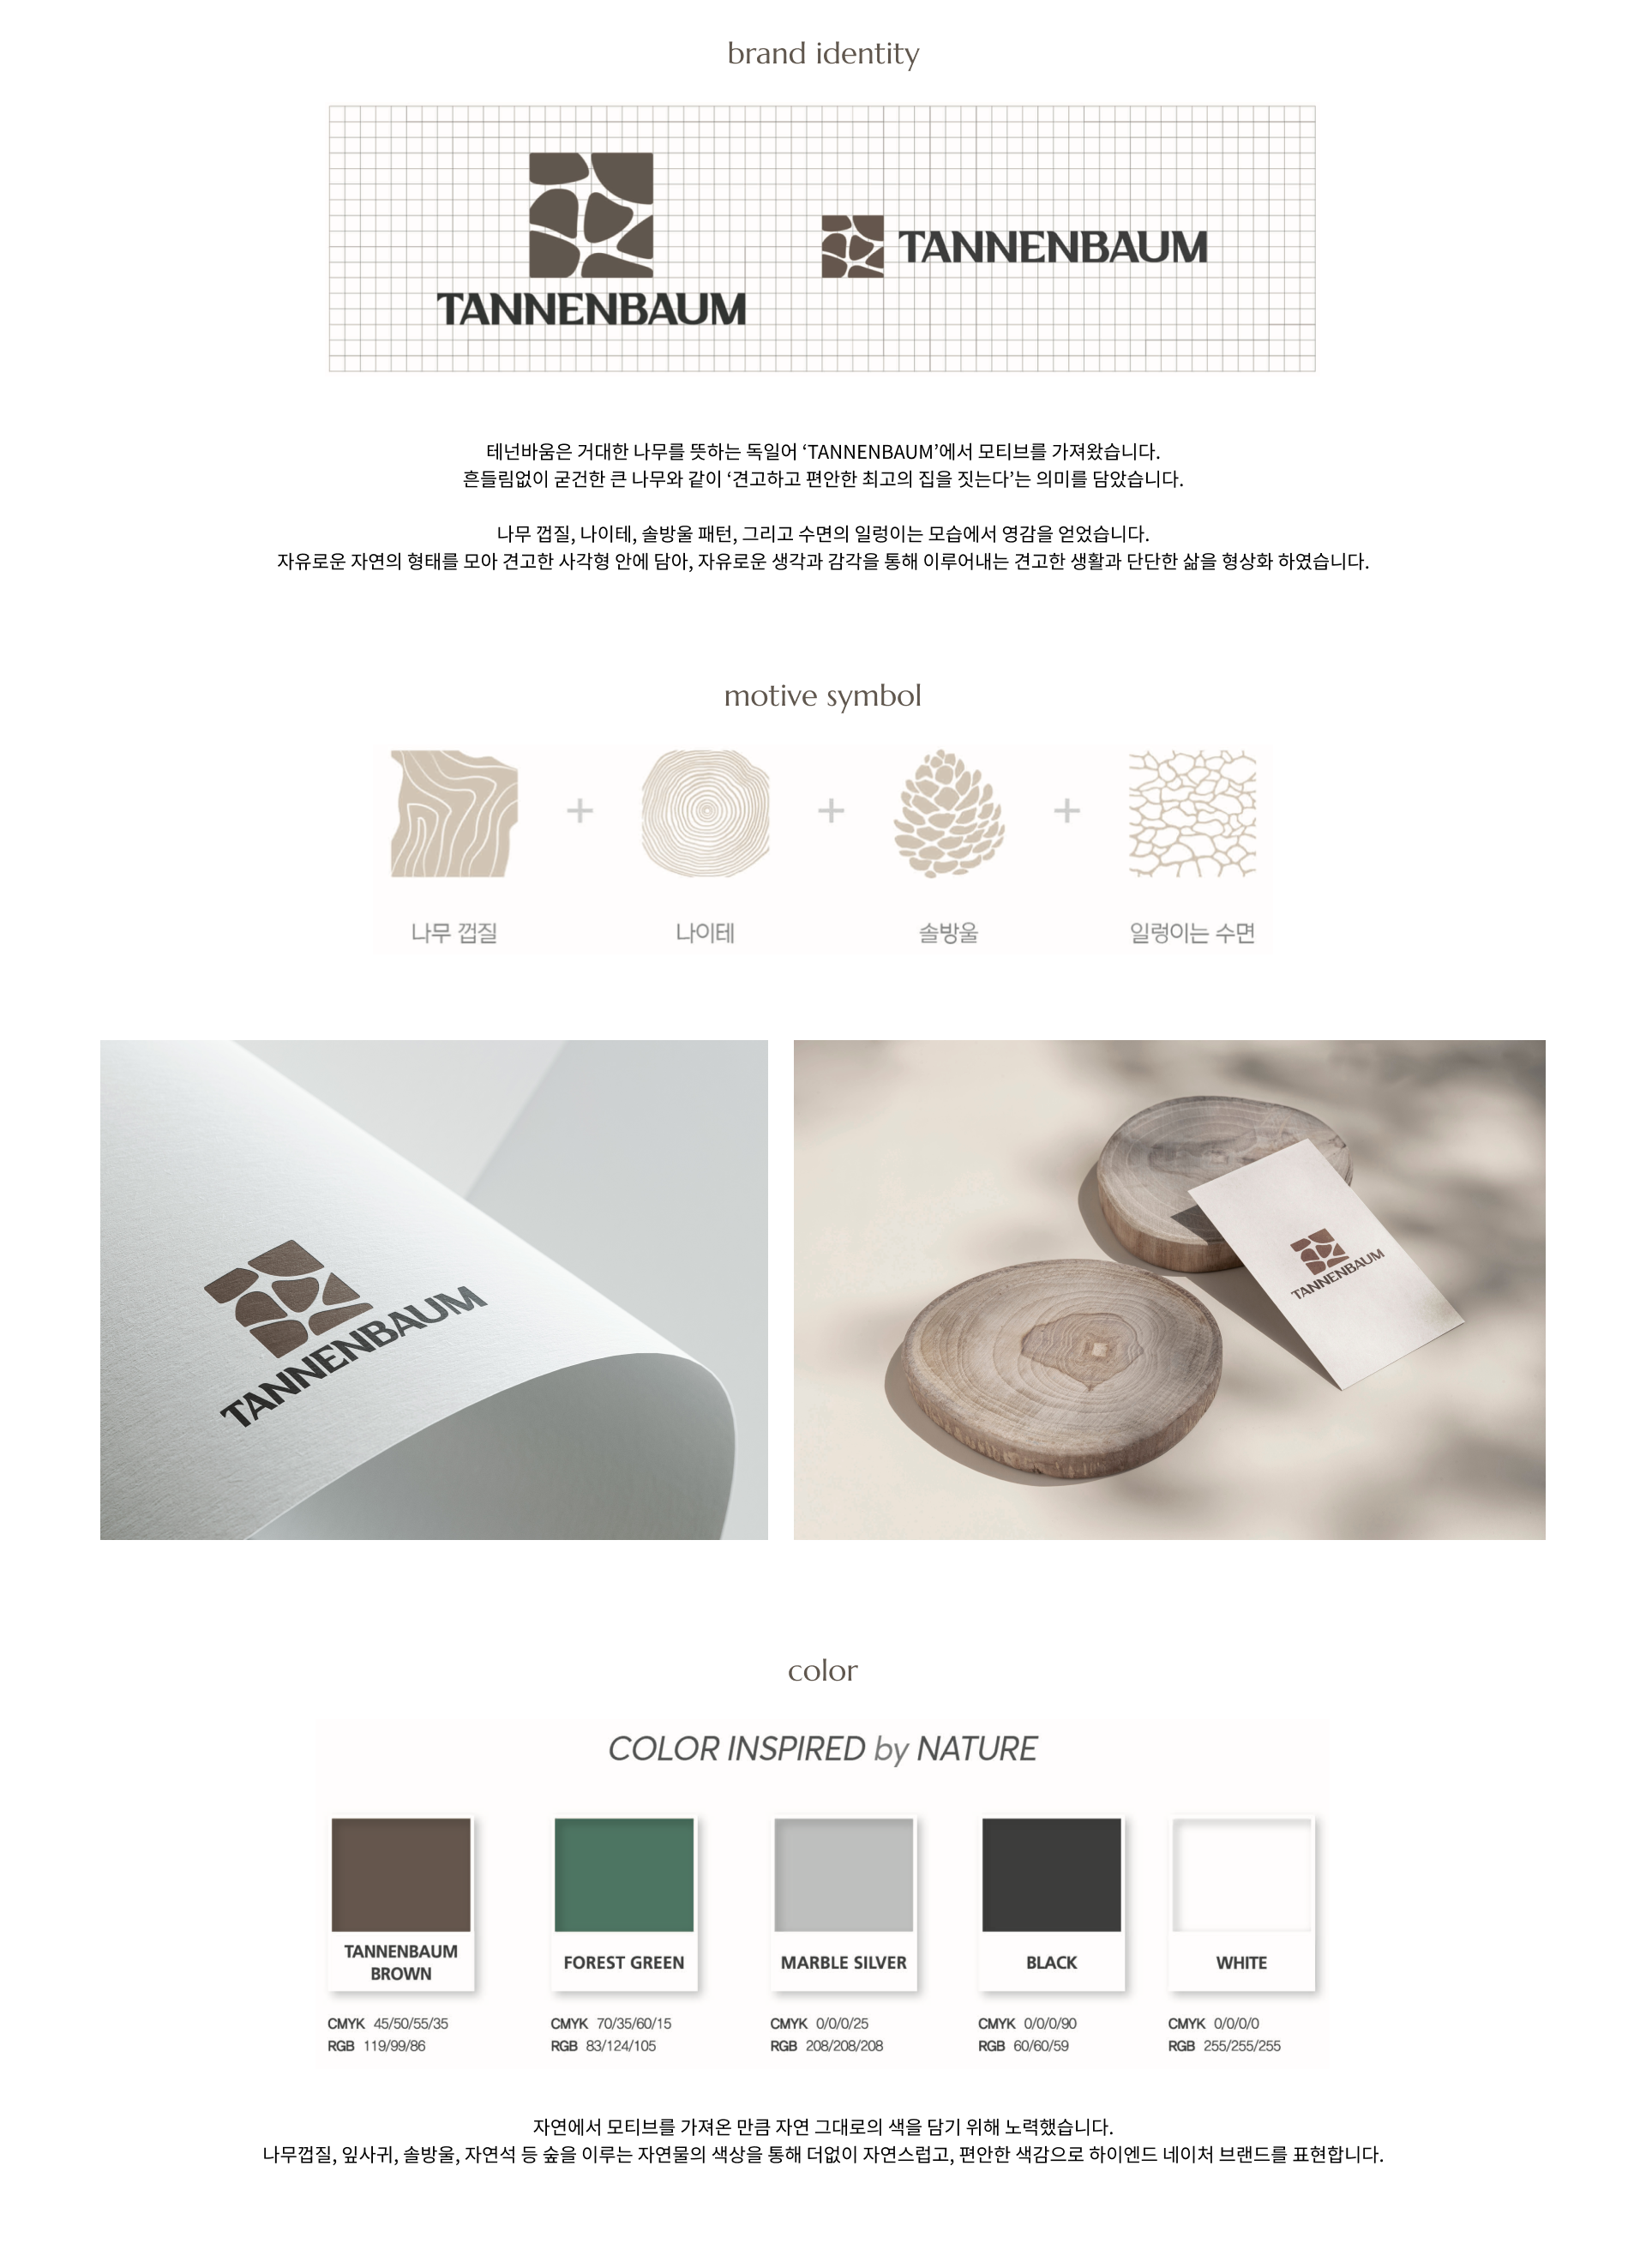 brand identity
TANNENBAUM
TANNENBAUM
테넌바움은 거대한 나무를 뜻하는 독일어 ‘TANNENBAUM’에서 모티브를 가져왔습니다.
흔들림없이 굳건한 큰 나무와 같이 ‘견고하고 편안한 최고의 집을 짓는다’는 의미를 담았습니다.
나무 껍질, 나이테, 솔방울 패턴, 그리고 수면의 일렁이는 모습에서 영감을 얻었습니다.
자유로운 자연의 형태를 모아 견고한 사각형 안에 담아, 자유로운 생각과 감각을 통해 이루어내는 견고한 생활과 단단한 삶을 형상화 하였습니다.
motive symbol
+ + +
나무 껍질 나이테 솔방울 일렁이는 수면
TANNENBAUM
TANNENBAUM
color
COLOR INSPIRED by NATURE
TANNENBAUM
BROWN
FOREST GREEN
MARBLE SILVER
BLACK
WHITE
CMYK 45/50/55/35
RGB 119/99/86
CMYK 70/35/60/15
RGB 83/124/105
CMYK 0/0/0/25
RGB 208/208/208
CMYK 0/0/0/90
RGB 60/60/59
CMYK 0/0/0/0
RGB 255/255/255
자연에서 모티브를 가져온 만큼 자연 그대로의 색을 담기 위해 노력했습니다.
나무껍질, 잎사귀, 솔방울, 자연석 등 숲을 이루는 자연물의 색상을 통해 더없이 자연스럽고, 편안한 색감으로 하이엔드 네이처 브랜드를 표현합니다.